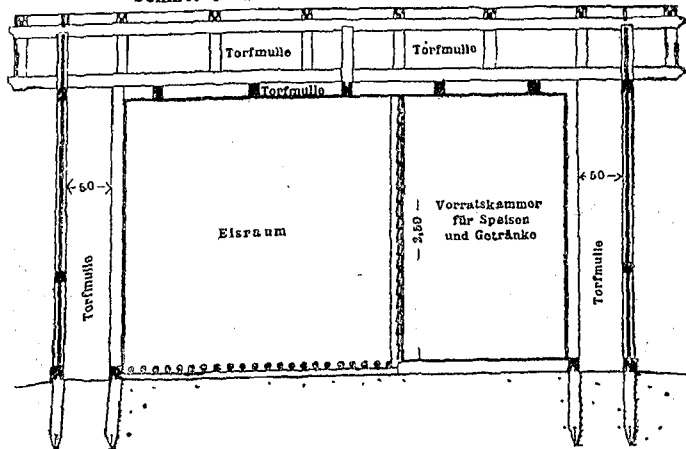 Torfmulle
Torfmulle
Torfmulle
50
50
Eisraum
2,50
Vorratskammer
für Speisen
und Getränke
Torfmulle
Torfmulle